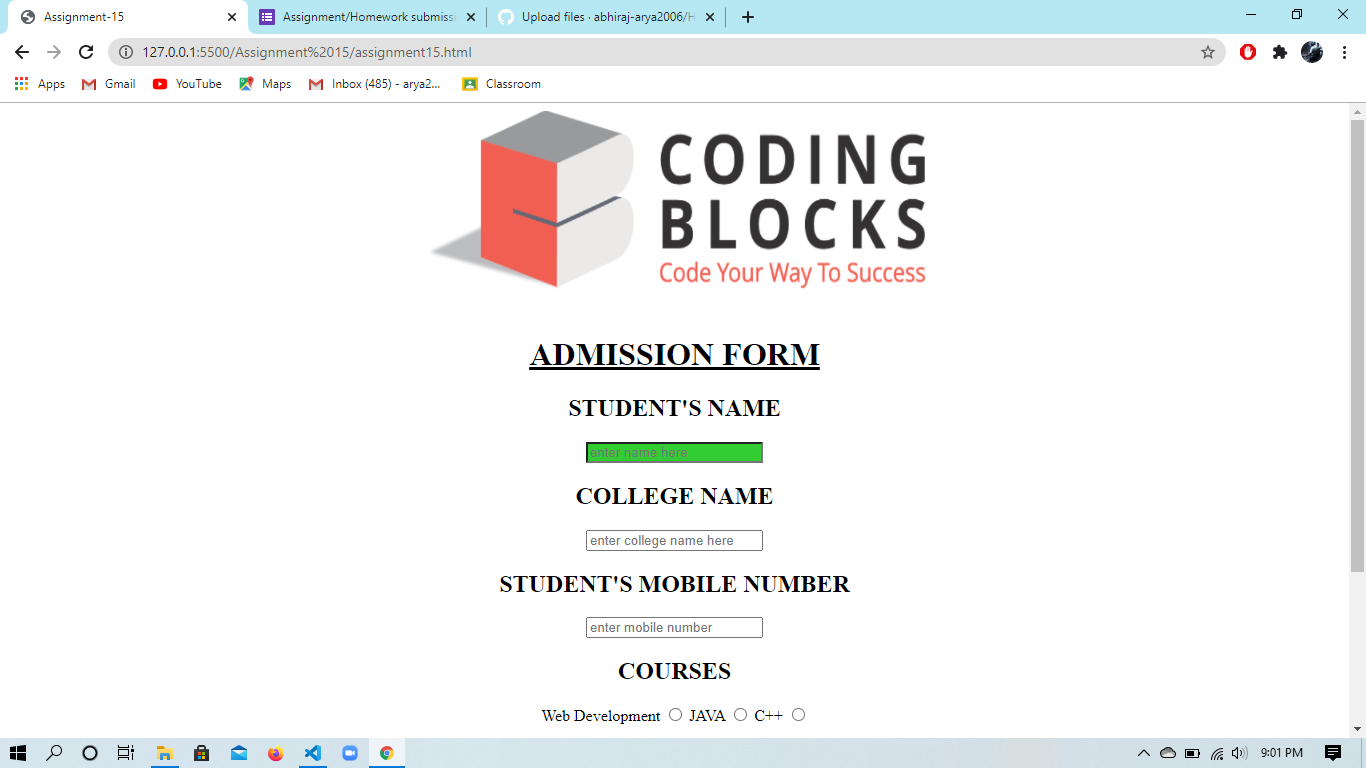 Assignment-15
Assignment/Homework submissi
Upload files · abhiraj-arya2006/H
127.0.0.1:5500/Assignment%2015/assignment15.html
Apps
Gmail
YouTube
Maps
Inbox (485) - arya2...
Classroom
CODING
BLOCKS
Code Your Way To Success
ADMISSION FORM
STUDENT'S NAME
enter name here
COLLEGE NAME
enter college name here
STUDENT'S MOBILE NUMBER
enter mobile number
COURSES
Web Development JAVA C++
9:01 PM